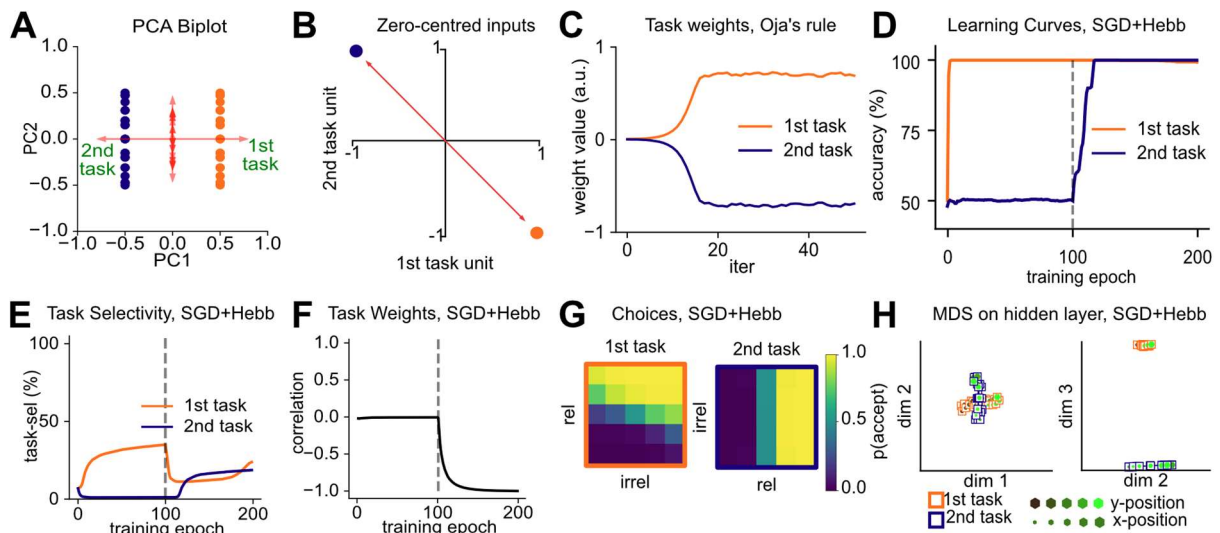 A
PCA Biplot
1.0
0.5
0.0
−0.5
−1.0
PC2
2nd
task
1st
task
−1.0
−0.5
0.0
0.5
1.0
PC1
B
Zero-centred inputs
1
-1
1
-1
2nd task unit
1st task unit
C
Task weights, Oja's rule
1
0
−1
weight value (a.u.)
1st task
2nd task
0
20
40
iter
D
Learning Curves, SGD+Hebb
100
75
50
accuracy (%)
1st task
2nd task
0
100
200
training epoch
E
Task Selectivity, SGD+Hebb
100
50
0
task-sel (%)
1st task
2nd task
0
100
200
training epoch
F
Task Weights, SGD+Hebb
1.0
0.5
0.0
−0.5
−1.0
correlation
0
100
200
training epoch
G
Choices, SGD+Hebb
1st task
rel
irrel
2nd task
irrel
rel
1.0
0.5
0.0
p(accept)
H
MDS on hidden layer, SGD+Hebb
dim 2
dim 1
dim 3
dim 2
1st task
2nd task
y-position
x-position